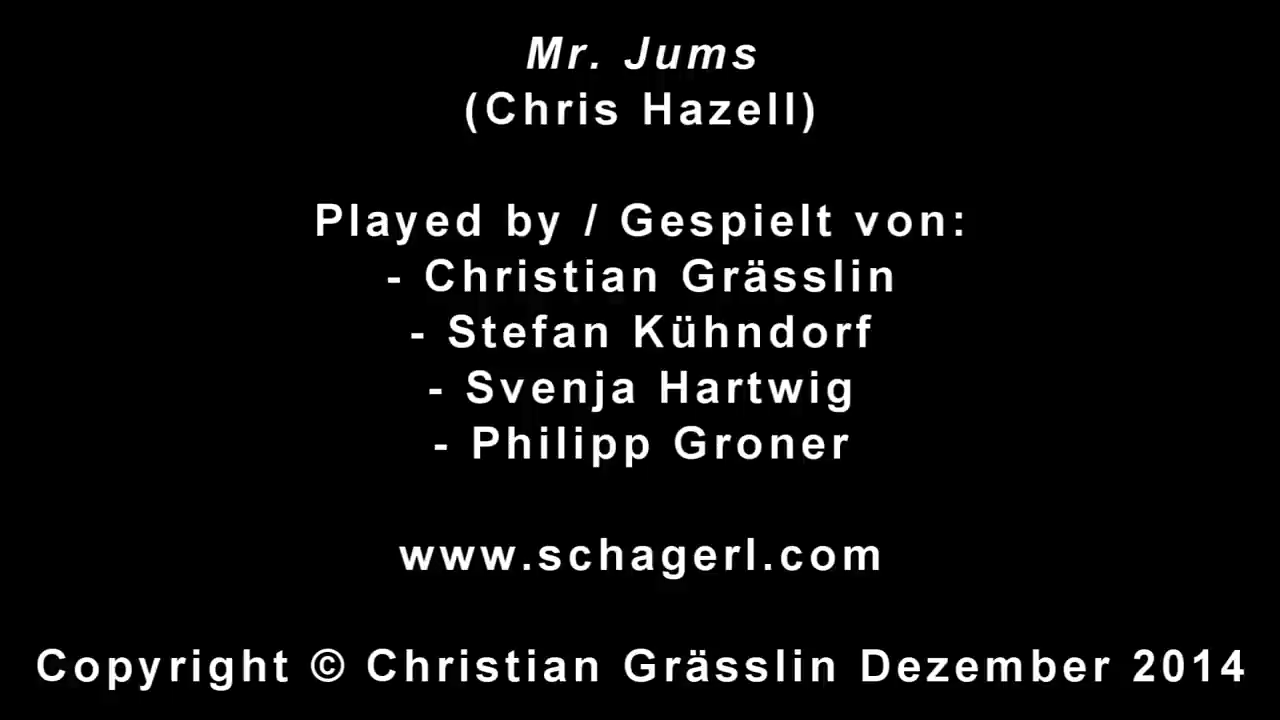 Mr. Jums
(Chris Hazell)
Played by / Gespielt von:
- Christian Grässlin
- Stefan Kühndorf
- Svenja Hartwig
- Philipp Groner
www.schagerl.com
Copyright © Christian Grässlin Dezember 2014